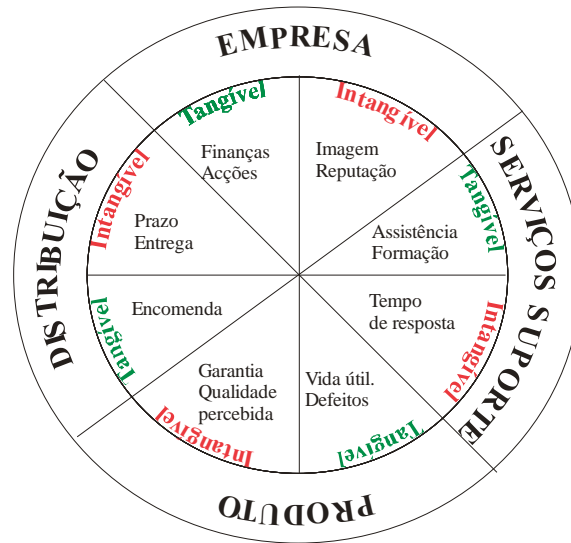 EMPRESA
Tangível
Intangível
Finanças
Acções
Imagem
Reputação
SERVIÇOS SUPORTE
Tangível
Assistência
Formação
Tempo
de resposta
Intangível
DISTRIBUIÇÃO
Intangível
Prazo
Entrega
Encomenda
Tangível
Garantia
Qualidade
percebida
Intangível
Vida útil.
Defeitos
Tangível
PRODUTO